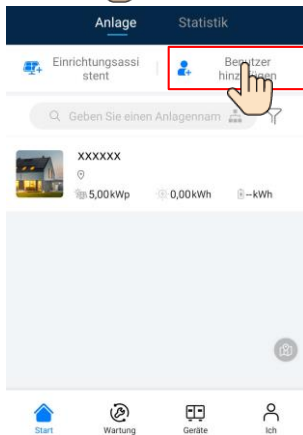 Anlage Statistik
Einrichtungsassi
stent
Benutzer
hinzufügen
Geben Sie einen Anlagennam
XXXXXX
5,00kWp 0,00kWh --kWh
Start Wartung Geräte Ich